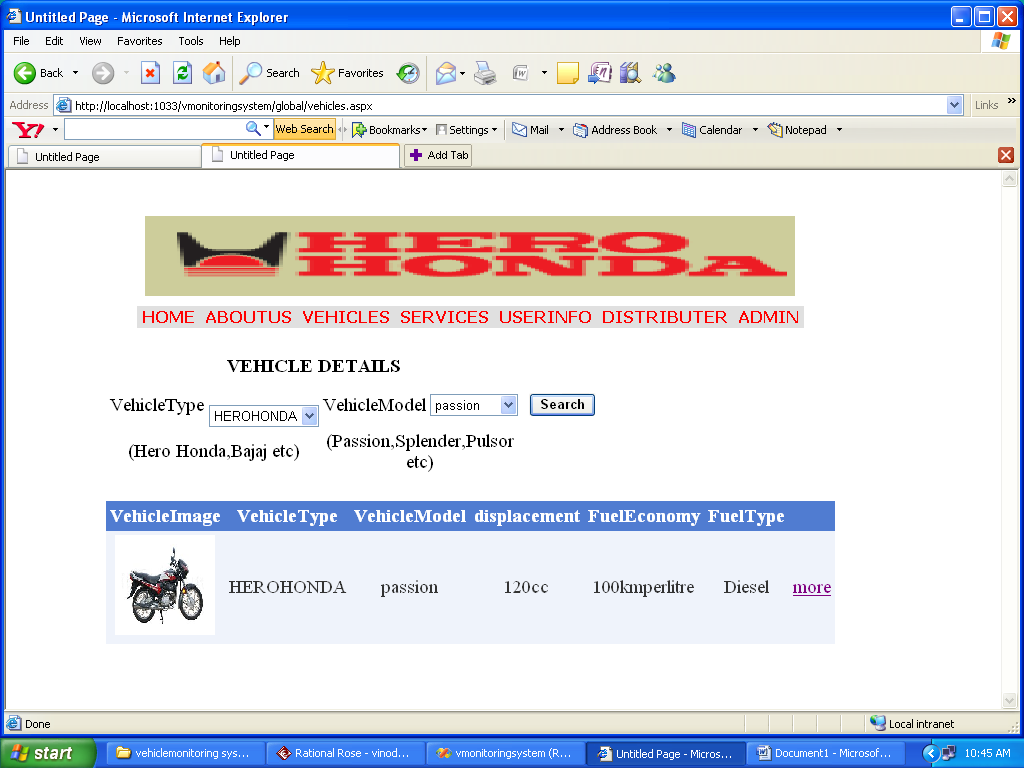 Untitled Page - Microsoft Internet Explorer
File Edit View Favorites Tools Help
Back Search Favorites
Address http://localhost:1033/vmonitoringsystem/global/vehicles.aspx Links »
Y! Web Search Bookmarks Settings Mail Address Book Calendar Notepad
Untitled Page Untitled Page Add Tab
HERO
HONDA
HOME ABOUTUS VEHICLES SERVICES USERINFO DISTRIBUTER ADMIN
VEHICLE DETAILS
VehicleType HEROHONDA VehicleModel passion Search
(Hero Honda,Bajaj etc) (Passion,Splender,Pulsor
etc)
VehicleImage VehicleType VehicleModel displacement FuelEconomy FuelType
HEROHONDA passion 120cc 100kmperlitre Diesel more
Done Local intranet
start vehiclemonitoring sys... Rational Rose - vinod... vmonitoringsystem (R... Untitled Page - Micros... Document1 - Microsof... 10:45 AM